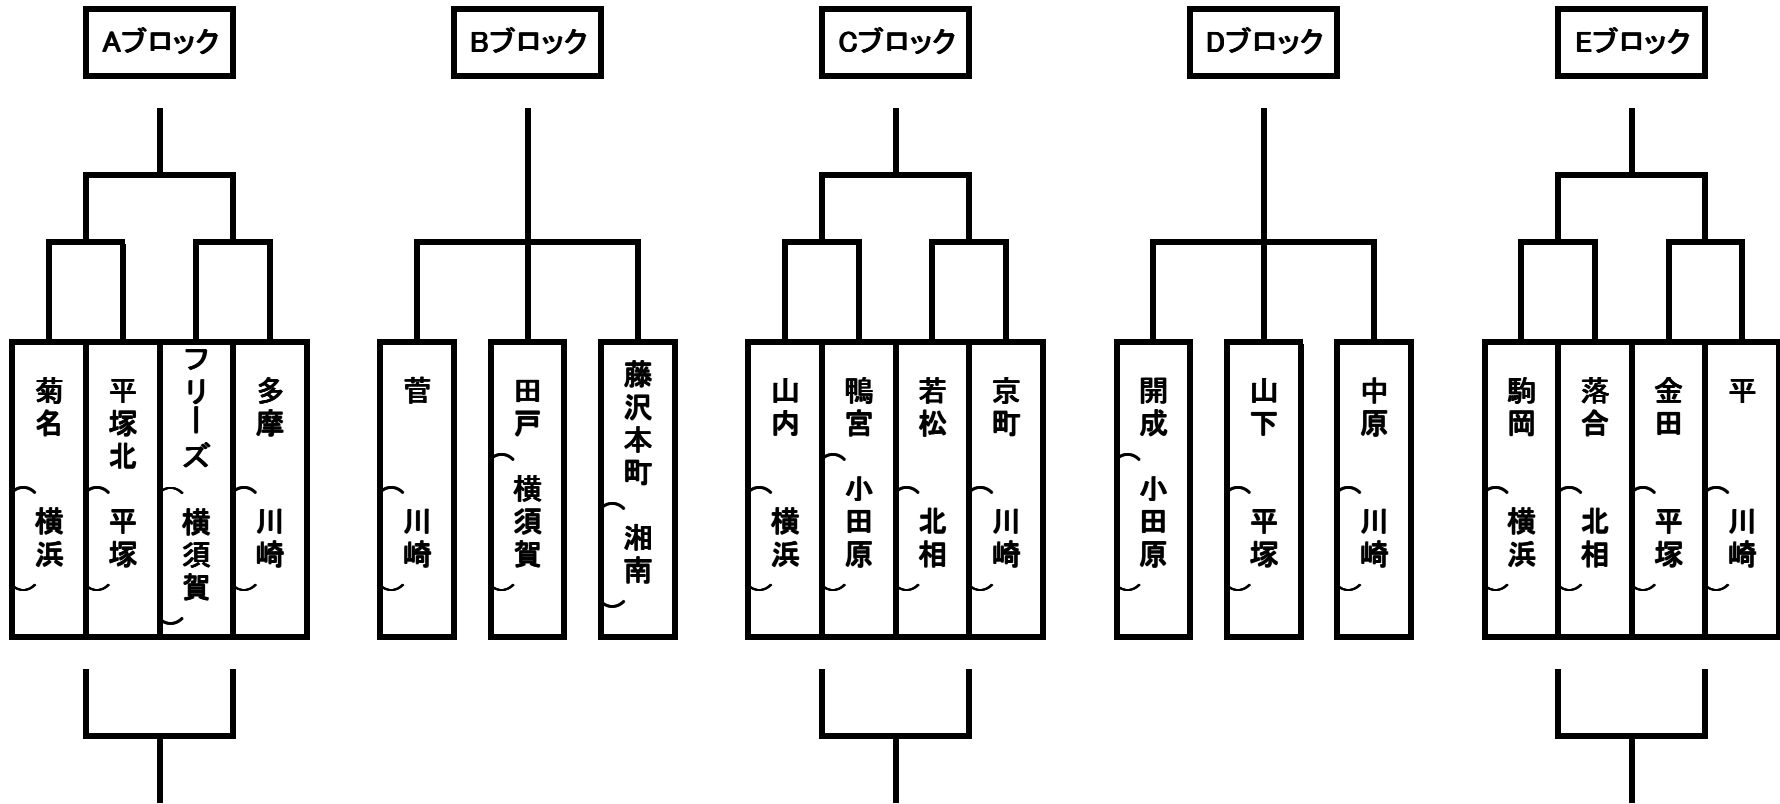 Aブロック
Bブロック
Cブロック
Dブロック
Eブロック
菊名（横浜）
平塚北（平塚）
フリーズ（横須賀）
多摩（川崎）
菅（川崎）
田戸（横須賀）
藤沢本町（湘南）
山内（横浜）
鴨宮（小田原）
若松（北相）
京町（川崎）
開成（小田原）
山下（平塚）
中原（川崎）
駒岡（横浜）
落合（北相）
金田（平塚）
平（川崎）